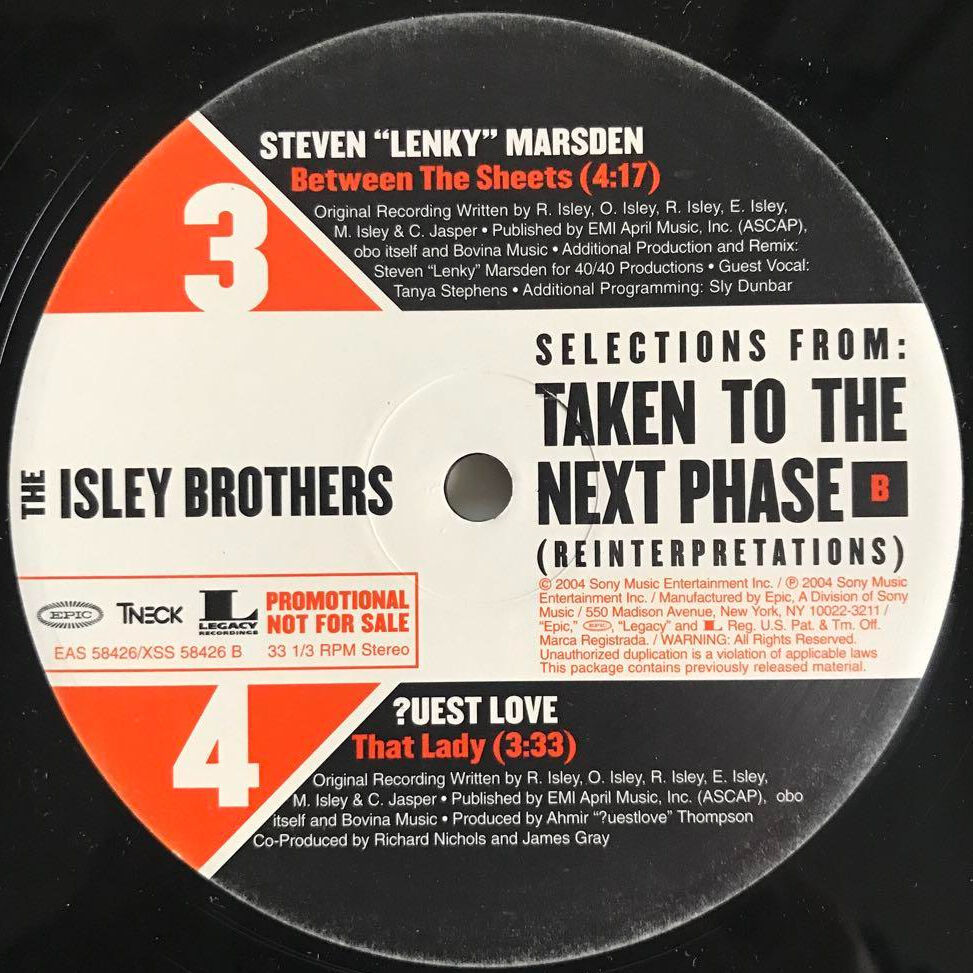 3
STEVEN “LENKY” MARSDEN
Between The Sheets (4:17)
Original Recording Written by R. Isley, O. Isley, R. Isley, E. Isley,
M. Isley & C. Jasper • Published by EMI April Music, Inc. (ASCAP),
obo itself and Bovina Music • Additional Production and Remix:
Steven “Lenky” Marsden for 40/40 Productions • Guest Vocal:
Tanya Stephens • Additional Programming: Sly Dunbar
SELECTIONS FROM:
TAKEN TO THE
NEXT PHASE B
(REINTERPRETATIONS)
THE ISLEY BROTHERS
© 2004 Sony Music Entertainment Inc. / ℗ 2004 Sony Music
Entertainment Inc. / Manufactured by Epic, A Division of Sony
Music / 550 Madison Avenue, New York, NY 10022-3211 /
“Epic,” EPIC, “Legacy” and L Reg. U.S. Pat. & Tm. Off.
Marca Registrada. / WARNING: All Rights Reserved.
Unauthorized duplication is a violation of applicable laws
This package contains previously released material.
EPIC TNECK L LEGACY RECORDINGS
PROMOTIONAL
NOT FOR SALE
EAS 58426/XSS 58426 B 33 1/3 RPM Stereo
4
?UEST LOVE
That Lady (3:33)
Original Recording Written by R. Isley, O. Isley, R. Isley, E. Isley,
M. Isley & C. Jasper • Published by EMI April Music, Inc. (ASCAP), obo
itself and Bovina Music • Produced by Ahmir “?uestlove” Thompson
Co-Produced by Richard Nichols and James Gray